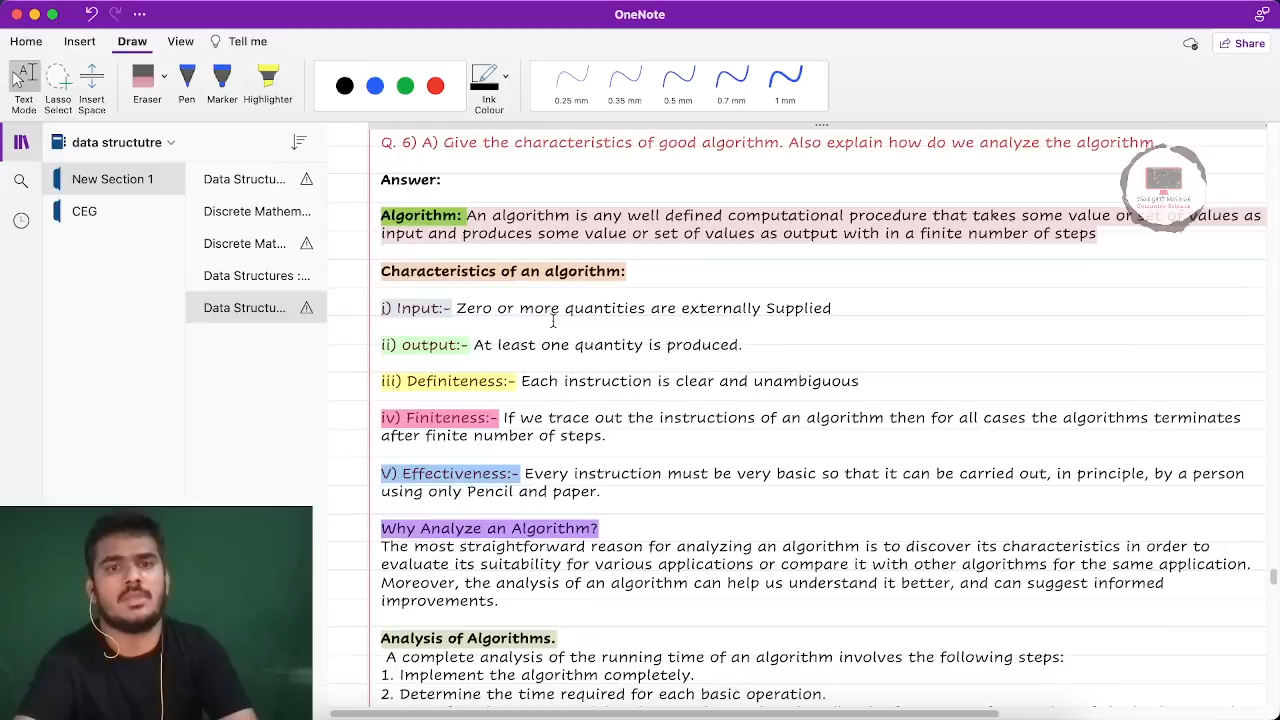 OneNote
Home Insert Draw View Tell me
Share
Text Mode
Lasso Select
Insert Space
Eraser
Pen
Marker
Highlighter
Ink Colour
0.25 mm
0.35 mm
0.5 mm
0.7 mm
1 mm
data structutre
New Section 1
CEG
Data Structu...
Discrete Mathem...
Discrete Mat...
Data Structures :...
Data Structu...
Q. 6) A) Give the characteristics of good algorithm. Also explain how do we analyze the algorithm.
Answer:
Algorithm: An algorithm is any well defined computational procedure that takes some value or set of values as
input and produces some value or set of values as output with in a finite number of steps
Characteristics of an algorithm:
i) Input:- Zero or more quantities are externally Supplied
ii) output:- At least one quantity is produced.
iii) Definiteness:- Each instruction is clear and unambiguous
iv) Finiteness:- If we trace out the instructions of an algorithm then for all cases the algorithms terminates
after finite number of steps.
V) Effectiveness:- Every instruction must be very basic so that it can be carried out, in principle, by a person
using only Pencil and paper.
Why Analyze an Algorithm?
The most straightforward reason for analyzing an algorithm is to discover its characteristics in order to
evaluate its suitability for various applications or compare it with other algorithms for the same application.
Moreover, the analysis of an algorithm can help us understand it better, and can suggest informed
improvements.
Analysis of Algorithms.
A complete analysis of the running time of an algorithm involves the following steps:
1. Implement the algorithm completely.
2. Determine the time required for each basic operation.
Computer Science